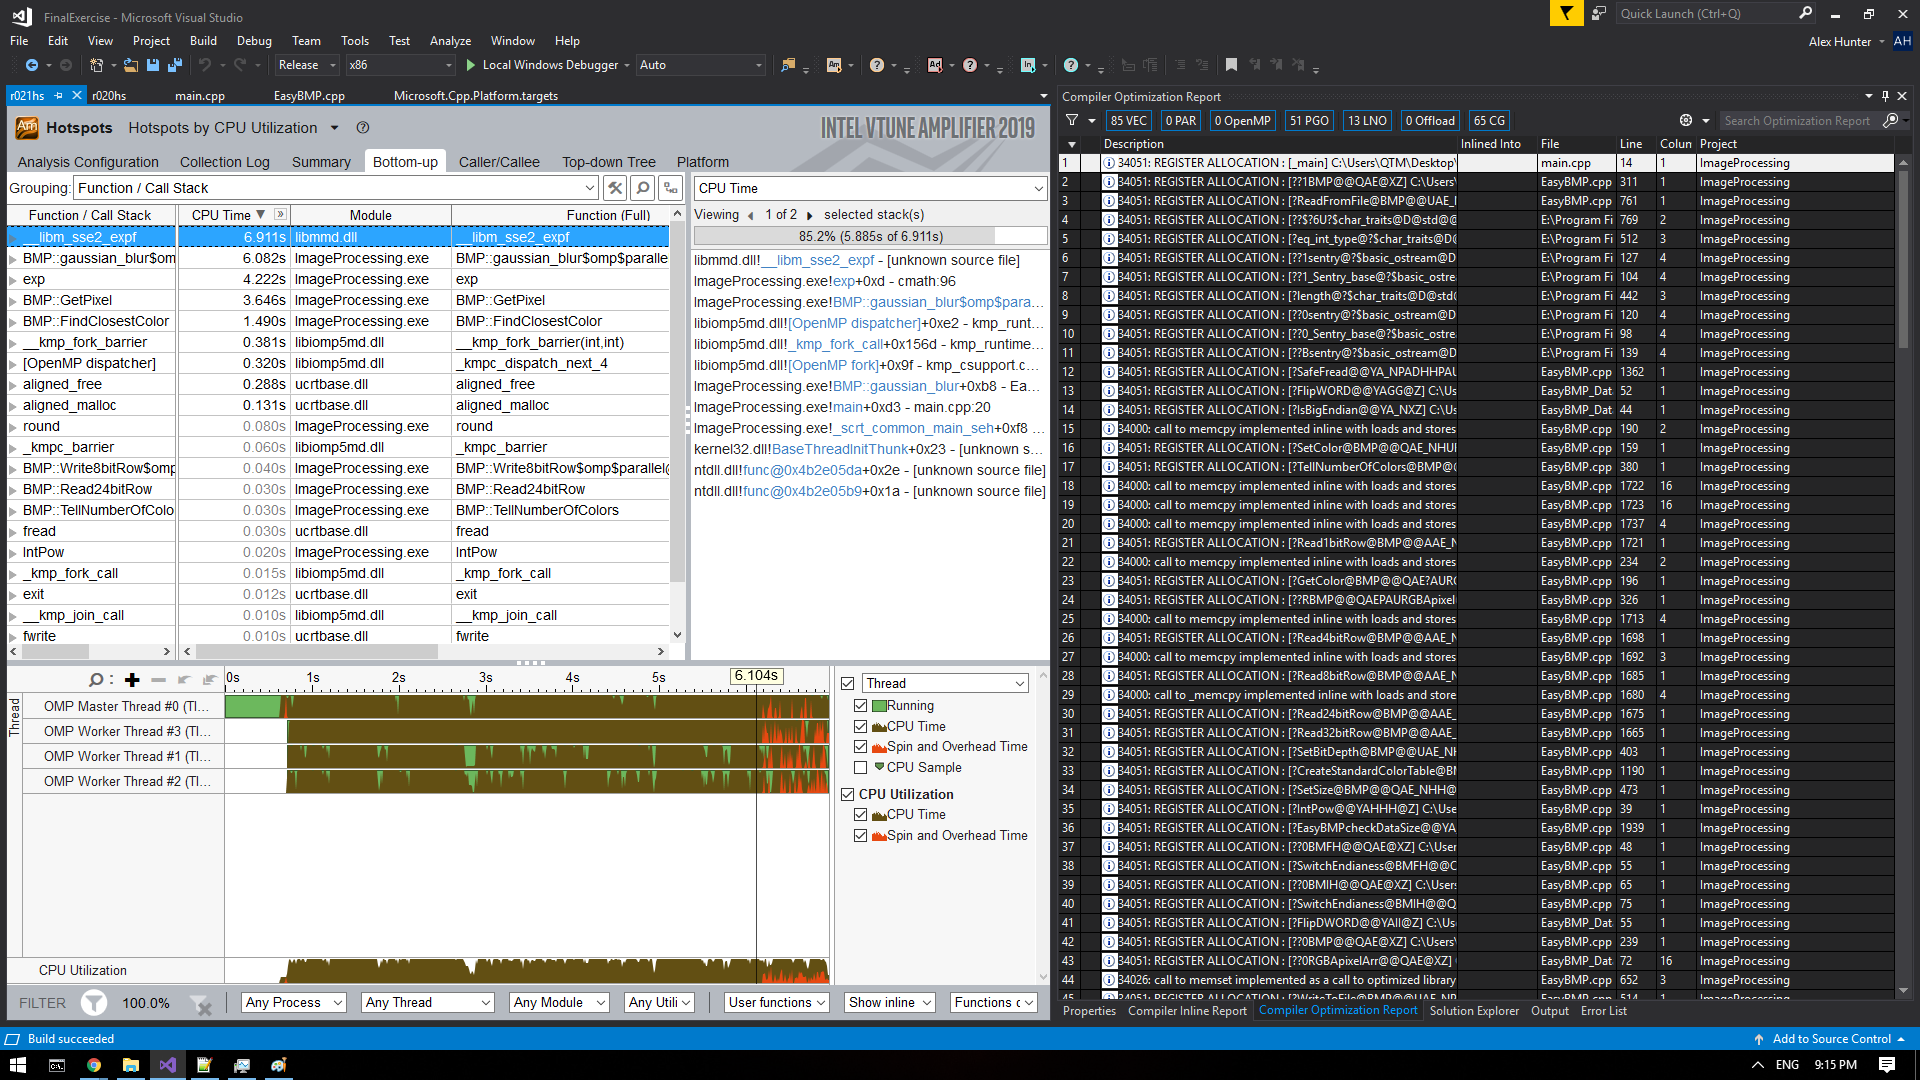 FinalExercise - Microsoft Visual Studio
Quick Launch (Ctrl+Q)
File Edit View Project Build Debug Team Tools Test Analyze Window Help
Alex Hunter AH
Release x86 Local Windows Debugger Auto
r021hs r020hs main.cpp EasyBMP.cpp Microsoft.Cpp.Platform.targets
Hotspots Hotspots by CPU Utilization
INTEL VTUNE AMPLIFIER 2019
Analysis Configuration Collection Log Summary Bottom-up Caller/Callee Top-down Tree Platform
Grouping: Function / Call Stack
Function / Call Stack CPU Time Module Function (Full)
__libm_sse2_expf 6.911s libmmd.dll __libm_sse2_expf
BMP::gaussian_blur$om 6.082s ImageProcessing.exe BMP::gaussian_blur$omp$paralle
exp 4.222s ImageProcessing.exe exp
BMP::GetPixel 3.646s ImageProcessing.exe BMP::GetPixel
BMP::FindClosestColor 1.490s ImageProcessing.exe BMP::FindClosestColor
__kmp_fork_barrier 0.381s libiomp5md.dll __kmp_fork_barrier(int,int)
[OpenMP dispatcher] 0.320s libiomp5md.dll _kmpc_dispatch_next_4
aligned_free 0.288s ucrtbase.dll aligned_free
aligned_malloc 0.131s ucrtbase.dll aligned_malloc
round 0.080s ImageProcessing.exe round
_kmpc_barrier 0.060s libiomp5md.dll _kmpc_barrier
BMP::Write8bitRow$omp 0.040s ImageProcessing.exe BMP::Write8bitRow$omp$parallel@
BMP::Read24bitRow 0.030s ImageProcessing.exe BMP::Read24bitRow
BMP::TellNumberOfColo 0.030s ImageProcessing.exe BMP::TellNumberOfColors
fread 0.030s ucrtbase.dll fread
IntPow 0.020s ImageProcessing.exe IntPow
_kmp_fork_call 0.015s libiomp5md.dll _kmp_fork_call
exit 0.012s ucrtbase.dll exit
__kmp_join_call 0.010s libiomp5md.dll __kmp_join_call
fwrite 0.010s ucrtbase.dll fwrite
CPU Time
Viewing 1 of 2 selected stack(s)
85.2% (5.885s of 6.911s)
libmmd.dll!__libm_sse2_expf - [unknown source file]
ImageProcessing.exe!exp+0xd - cmath:96
ImageProcessing.exe!BMP::gaussian_blur$omp$para...
libiomp5md.dll![OpenMP dispatcher]+0xe2 - kmp_runt...
libiomp5md.dll!_kmp_fork_call+0x156d - kmp_runtime...
libiomp5md.dll![OpenMP fork]+0x9f - kmp_csupport.c...
ImageProcessing.exe!BMP::gaussian_blur+0xb8 - Ea...
ImageProcessing.exe!main+0xd3 - main.cpp:20
ImageProcessing.exe!_scrt_common_main_seh+0xf8 ...
kernel32.dll!BaseThreadInitThunk+0x23 - [unknown s...
ntdll.dll!func@0x4b2e05da+0x2e - [unknown source file]
ntdll.dll!func@0x4b2e05b9+0x1a - [unknown source file]
0s 1s 2s 3s 4s 5s 6.104s
Thread
OMP Master Thread #0 (TI...
OMP Worker Thread #3 (TI...
OMP Worker Thread #1 (TI...
OMP Worker Thread #2 (TI...
CPU Utilization
Thread
Running
CPU Time
Spin and Overhead Time
CPU Sample
CPU Utilization
CPU Time
Spin and Overhead Time
FILTER 100.0% Any Process Any Thread Any Module Any Utili User functions Show inline Functions c
Compiler Optimization Report
85 VEC 0 PAR 0 OpenMP 51 PGO 13 LNO 0 Offload 65 CG Search Optimization Report
Description Inlined Into File Line Colun Project
1 34051: REGISTER ALLOCATION : [_main] C:\Users\QTM\Desktop\ main.cpp 14 1 ImageProcessing
2 34051: REGISTER ALLOCATION : [??1BMP@@QAE@XZ] C:\Users\ EasyBMP.cpp 311 1 ImageProcessing
3 34051: REGISTER ALLOCATION : [?ReadFromFile@BMP@@UAE_N EasyBMP.cpp 761 1 ImageProcessing
4 34051: REGISTER ALLOCATION : [??$?6U?$char_traits@D@std@@ E:\Program Fi 769 2 ImageProcessing
5 34051: REGISTER ALLOCATION : [?eq_int_type@?$char_traits@D@ E:\Program Fi 512 3 ImageProcessing
6 34051: REGISTER ALLOCATION : [??1sentry@?$basic_ostream@D E:\Program Fi 127 4 ImageProcessing
7 34051: REGISTER ALLOCATION : [??1_Sentry_base@?$basic_ostre E:\Program Fi 104 4 ImageProcessing
8 34051: REGISTER ALLOCATION : [?length@?$char_traits@D@std@ E:\Program Fi 442 3 ImageProcessing
9 34051: REGISTER ALLOCATION : [??0sentry@?$basic_ostream@D E:\Program Fi 120 4 ImageProcessing
10 34051: REGISTER ALLOCATION : [??0_Sentry_base@?$basic_ostre E:\Program Fi 98 4 ImageProcessing
11 34051: REGISTER ALLOCATION : [??Bsentry@?$basic_ostream@D E:\Program Fi 139 4 ImageProcessing
12 34051: REGISTER ALLOCATION : [?SafeFread@@YA_NPADHHPAU EasyBMP.cpp 1362 1 ImageProcessing
13 34051: REGISTER ALLOCATION : [?FlipWORD@@YAGG@Z] C:\Us EasyBMP_Dat 52 1 ImageProcessing
14 34051: REGISTER ALLOCATION : [?IsBigEndian@@YA_NXZ] C:\Us EasyBMP_Dat 44 1 ImageProcessing
15 34000: call to memcpy implemented inline with loads and stores EasyBMP.cpp 190 2 ImageProcessing
16 34051: REGISTER ALLOCATION : [?SetColor@BMP@@QAE_NHUR EasyBMP.cpp 159 1 ImageProcessing
17 34051: REGISTER ALLOCATION : [?TellNumberOfColors@BMP@@ EasyBMP.cpp 380 1 ImageProcessing
18 34000: call to memcpy implemented inline with loads and stores EasyBMP.cpp 1722 16 ImageProcessing
19 34000: call to memcpy implemented inline with loads and stores EasyBMP.cpp 1723 16 ImageProcessing
20 34000: call to memcpy implemented inline with loads and stores EasyBMP.cpp 1737 4 ImageProcessing
21 34051: REGISTER ALLOCATION : [?Read1bitRow@BMP@@AAE_N EasyBMP.cpp 1721 1 ImageProcessing
22 34000: call to memcpy implemented inline with loads and stores EasyBMP.cpp 234 2 ImageProcessing
23 34051: REGISTER ALLOCATION : [?GetColor@BMP@@QAE?AURG EasyBMP.cpp 196 1 ImageProcessing
24 34051: REGISTER ALLOCATION : [??RBMP@@QAEPAURGBApixel EasyBMP.cpp 326 1 ImageProcessing
25 34000: call to memcpy implemented inline with loads and stores EasyBMP.cpp 1713 4 ImageProcessing
26 34051: REGISTER ALLOCATION : [?Read4bitRow@BMP@@AAE_N EasyBMP.cpp 1698 1 ImageProcessing
27 34000: call to memcpy implemented inline with loads and stores EasyBMP.cpp 1692 3 ImageProcessing
28 34051: REGISTER ALLOCATION : [?Read8bitRow@BMP@@AAE_N EasyBMP.cpp 1685 1 ImageProcessing
29 34000: call to _memcpy implemented inline with loads and store EasyBMP.cpp 1680 4 ImageProcessing
30 34051: REGISTER ALLOCATION : [?Read24bitRow@BMP@@AAE_ EasyBMP.cpp 1675 1 ImageProcessing
31 34051: REGISTER ALLOCATION : [?Read32bitRow@BMP@@AAE_ EasyBMP.cpp 1665 1 ImageProcessing
32 34051: REGISTER ALLOCATION : [?SetBitDepth@BMP@@UAE_NH EasyBMP.cpp 403 1 ImageProcessing
33 34051: REGISTER ALLOCATION : [?CreateStandardColorTable@BM EasyBMP.cpp 1190 1 ImageProcessing
34 34051: REGISTER ALLOCATION : [?SetSize@BMP@@QAE_NHH@ EasyBMP.cpp 473 1 ImageProcessing
35 34051: REGISTER ALLOCATION : [?IntPow@@YAHHH@Z] C:\Use EasyBMP.cpp 39 1 ImageProcessing
36 34051: REGISTER ALLOCATION : [?EasyBMPcheckDataSize@@YA EasyBMP.cpp 1939 1 ImageProcessing
37 34051: REGISTER ALLOCATION : [??0BMFH@@QAE@XZ] C:\User EasyBMP.cpp 48 1 ImageProcessing
38 34051: REGISTER ALLOCATION : [?SwitchEndianess@BMFH@@Q EasyBMP.cpp 55 1 ImageProcessing
39 34051: REGISTER ALLOCATION : [??0BMIH@@QAE@XZ] C:\Users EasyBMP.cpp 65 1 ImageProcessing
40 34051: REGISTER ALLOCATION : [?SwitchEndianess@BMIH@@Q EasyBMP.cpp 75 1 ImageProcessing
41 34051: REGISTER ALLOCATION : [?FlipDWORD@@YAII@Z] C:\Us EasyBMP_Dat 55 1 ImageProcessing
42 34051: REGISTER ALLOCATION : [??0BMP@@QAE@XZ] C:\Users\ EasyBMP.cpp 239 1 ImageProcessing
43 34051: REGISTER ALLOCATION : [??0RGBApixelArr@@QAE@XZ] EasyBMP_Dat 72 16 ImageProcessing
44 34026: call to memset implemented as a call to optimized library EasyBMP.cpp 652 3 ImageProcessing
45 34051: REGISTER ALLOCATION : [?WriteToFile@BMP@@UAE_NP EasyBMP.cpp 514 1 ImageProcessing
Properties Compiler Inline Report Compiler Optimization Report Solution Explorer Output Error List
Build succeeded
Add to Source Control
ENG 9:15 PM